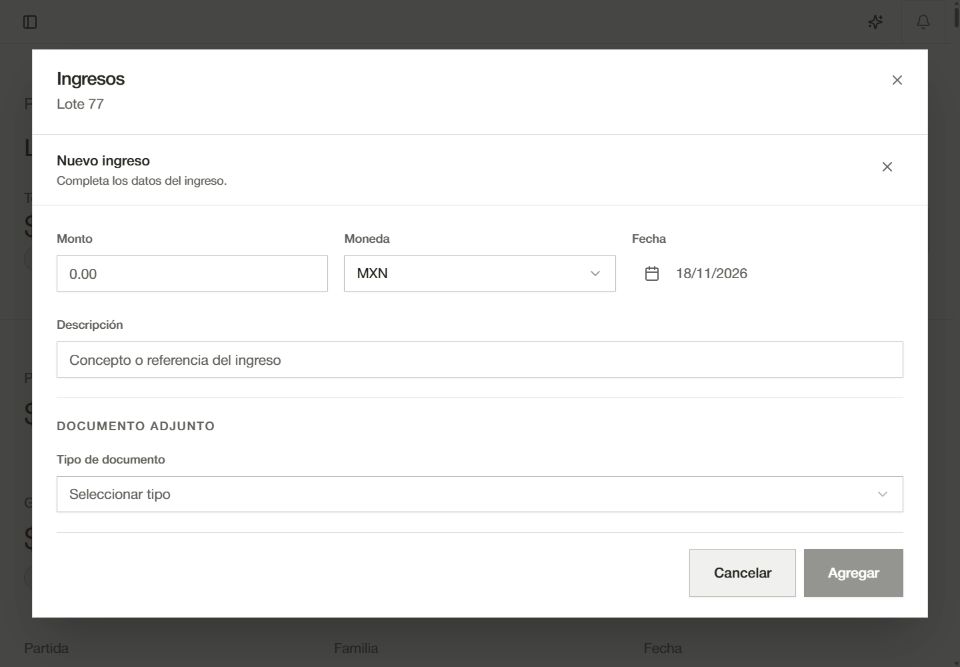 Ingresos
Lote 77
Nuevo ingreso
Completa los datos del ingreso.
Monto
Moneda
Fecha
0.00
MXN
18/11/2026
Descripción
Concepto o referencia del ingreso
DOCUMENTO ADJUNTO
Tipo de documento
Seleccionar tipo
Cancelar
Agregar
Partida
Familia
Fecha